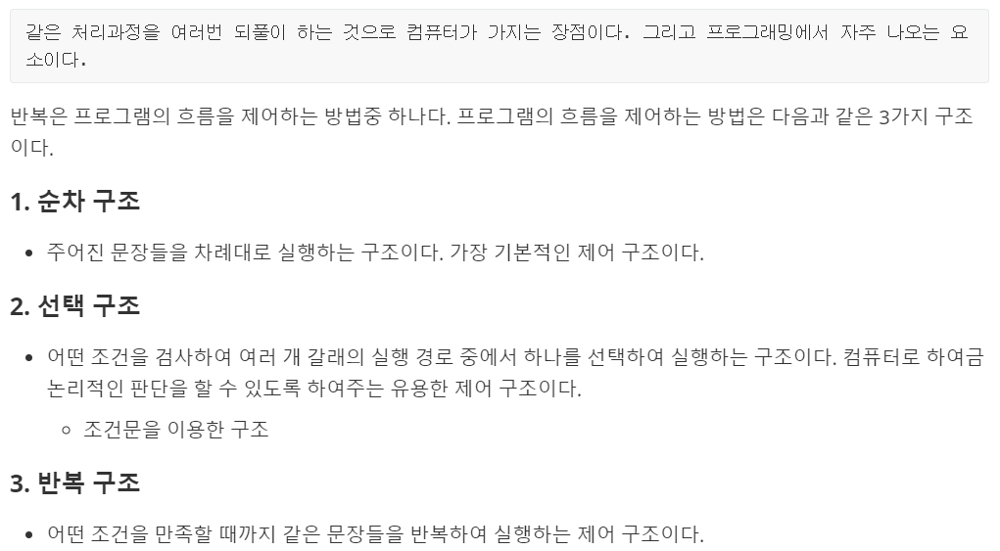 같은 처리과정을 여러번 되풀이 하는 것으로 컴퓨터가 가지는 장점이다. 그리고 프로그래밍에서 자주 나오는 요
소이다.
반복은 프로그램의 흐름을 제어하는 방법중 하나다. 프로그램의 흐름을 제어하는 방법은 다음과 같은 3가지 구조
이다.
1. 순차 구조
• 주어진 문장들을 차례대로 실행하는 구조이다. 가장 기본적인 제어 구조이다.
2. 선택 구조
• 어떤 조건을 검사하여 여러 개 갈래의 실행 경로 중에서 하나를 선택하여 실행하는 구조이다. 컴퓨터로 하여금
논리적인 판단을 할 수 있도록 하여주는 유용한 제어 구조이다.
◦ 조건문을 이용한 구조
3. 반복 구조
• 어떤 조건을 만족할 때까지 같은 문장들을 반복하여 실행하는 제어 구조이다.